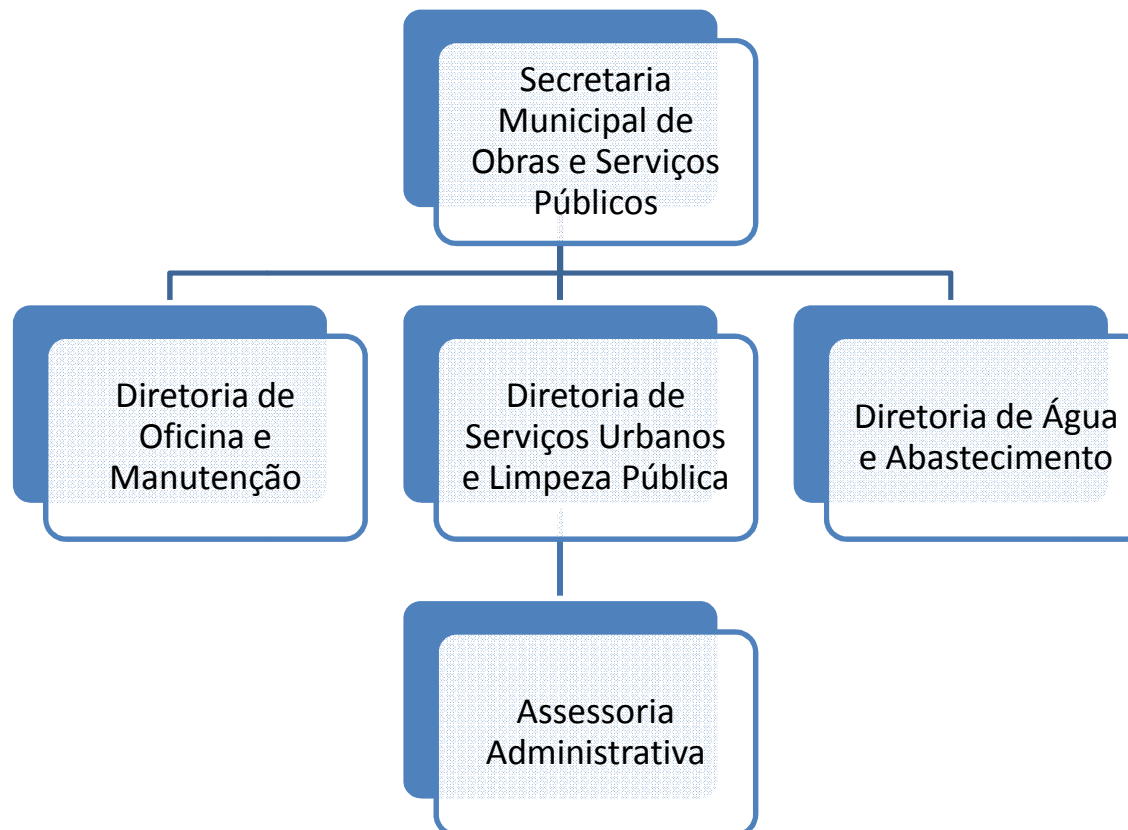 Secretaria
Municipal de
Obras e Serviços
Públicos
Diretoria de
Oficina e
Manutenção
Diretoria de
Serviços Urbanos
e Limpeza Pública
Diretoria de Água
e Abastecimento
Assessoria
Administrativa